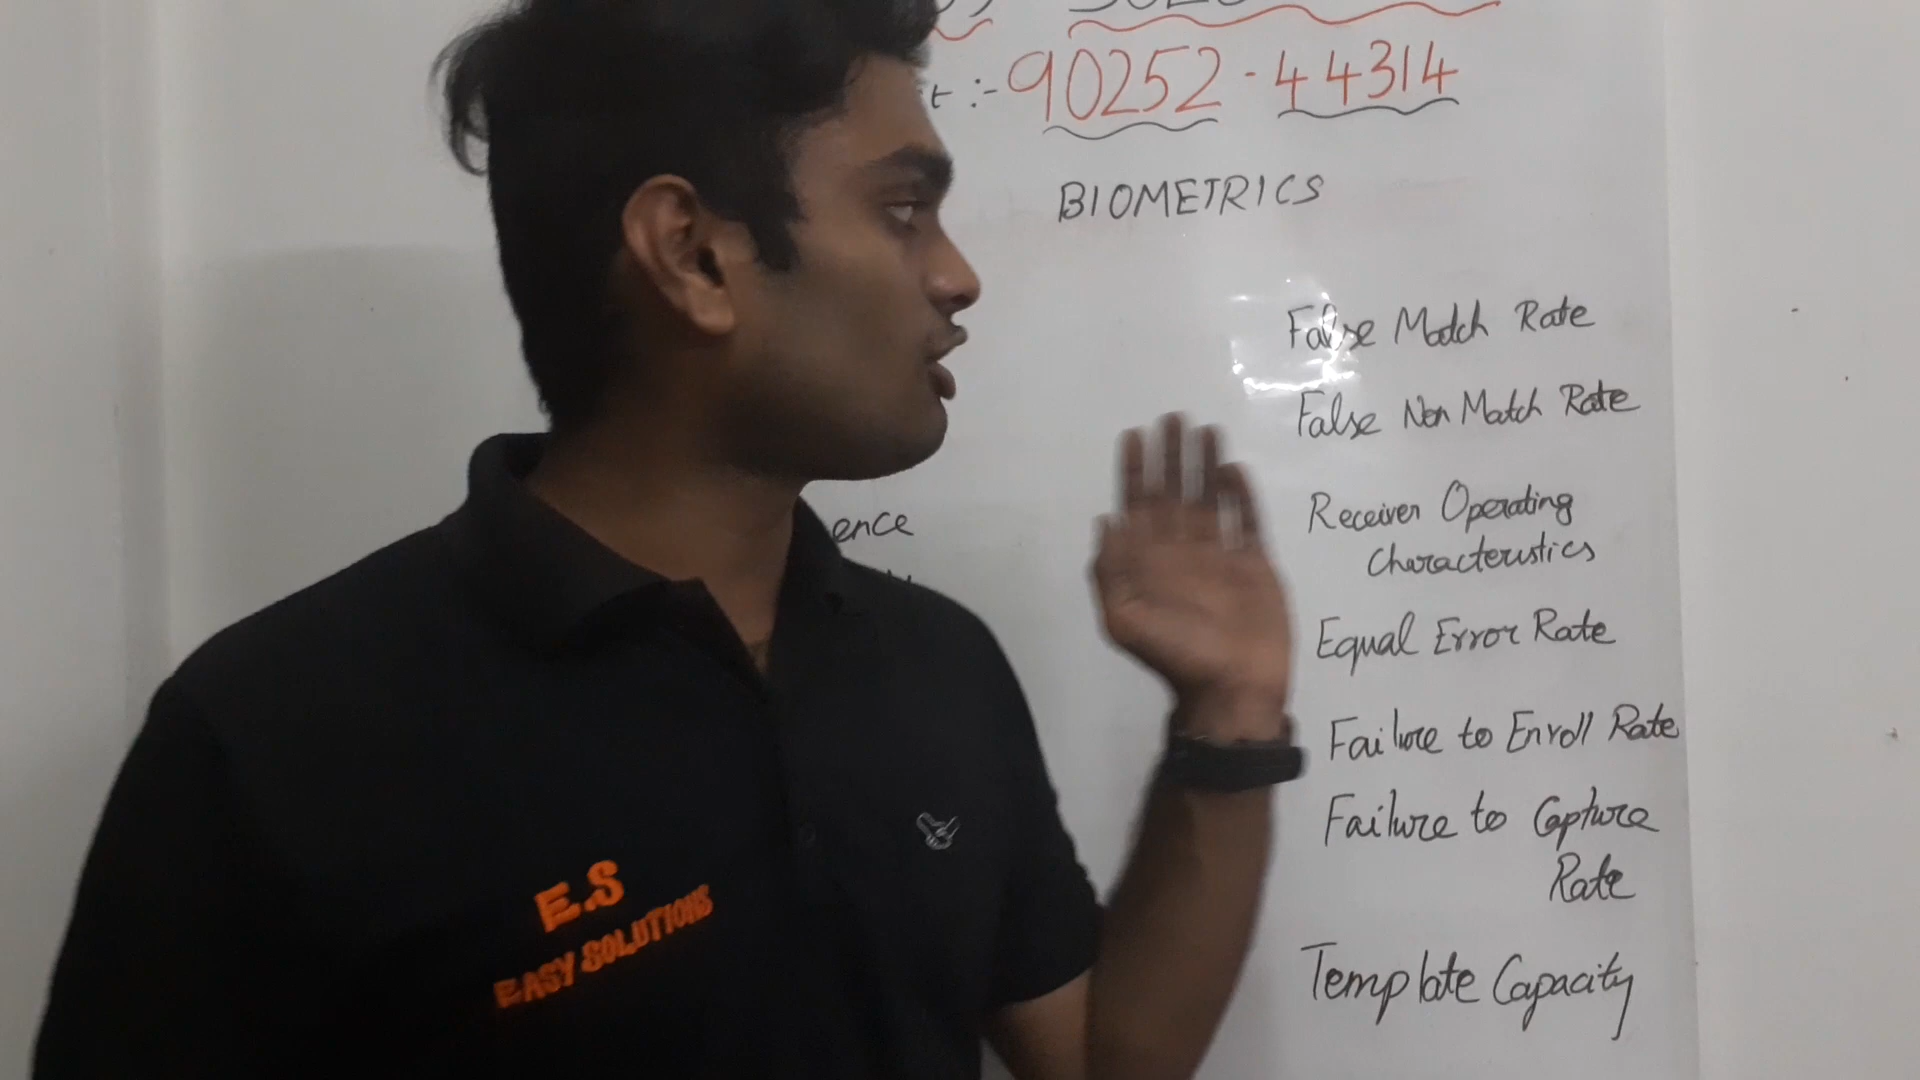 90252-44314
BIOMETRICS
False Match Rate
False Non Match Rate
Receiver Operating
Characteristics
Equal Error Rate
Failure to Enroll Rate
Failure to Capture
Rate
Template Capacity
ence
E.S
EASY SOLUTIONS